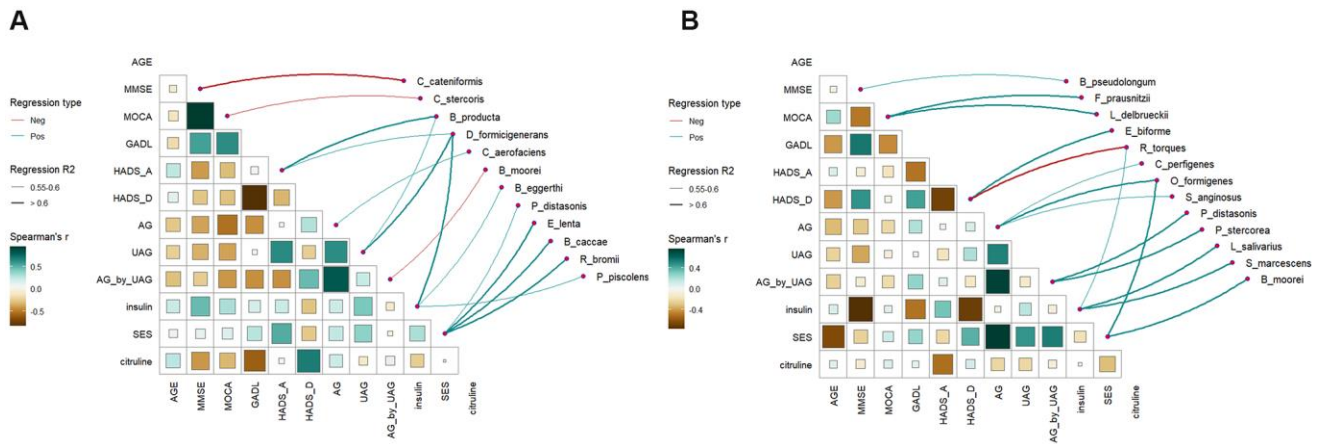 A
AGE
MMSE
MOCA
GADL
HADS_A
HADS_D
AG
UAG
AG_by_UAG
insulin
SES
citruline
Regression type
Neg
Pos
Regression R2
0.55-0.6
> 0.6
Spearman's r
0.5
0.0
-0.5
C_cateniformis
C_stercoris
B_producta
D_formicigenerans
C_aerofaciens
B_moorei
B_eggerthi
P_distasonis
E_lenta
B_caccae
R_bromii
P_piscolens
AGE
MMSE
MOCA
GADL
HADS_A
HADS_D
AG
UAG
AG_by_UAG
insulin
SES
citruline
B
AGE
MMSE
MOCA
GADL
HADS_A
HADS_D
AG
UAG
AG_by_UAG
insulin
SES
citruline
Regression type
Neg
Pos
Regression R2
0.55-0.6
> 0.6
Spearman's r
0.4
0.0
-0.4
B_pseudolongum
F_prausnitzii
L_delbrueckii
E_biforme
R_torques
C_perfigenes
O_formigenes
S_anginosus
P_distasonis
P_stercorea
L_salivarius
S_marcescens
B_moorei
AGE
MMSE
MOCA
GADL
HADS_A
HADS_D
AG
UAG
AG_by_UAG
insulin
SES
citruline